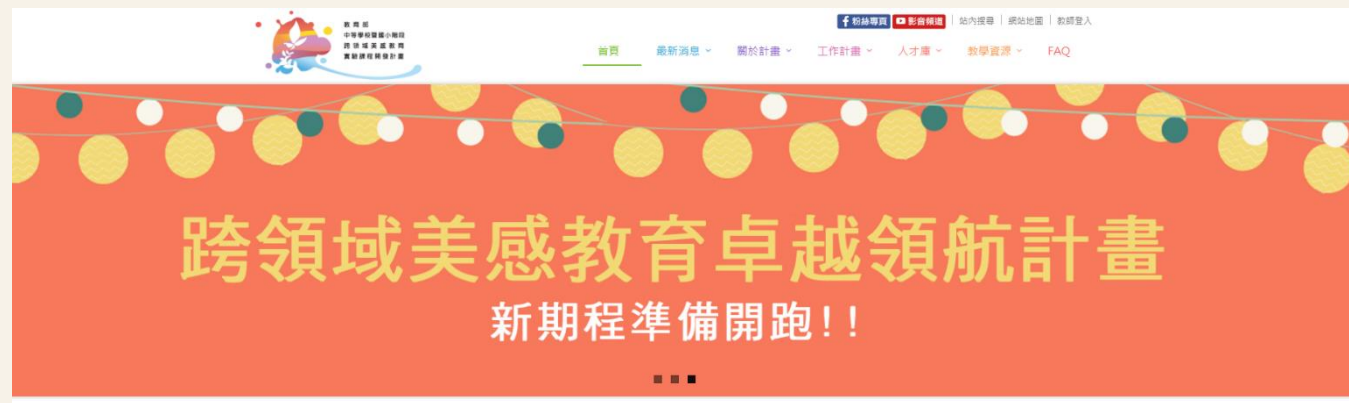 教育部
中等學校暨國小階段
跨領域美感教育
實驗課程開發計畫
粉絲專頁 影音頻道 站內搜尋 網站地圖 教師登入
首頁 最新消息 關於計畫 工作計畫 人才庫 教學資源 FAQ
跨領域美感教育卓越領航計畫
新期程準備開跑!!